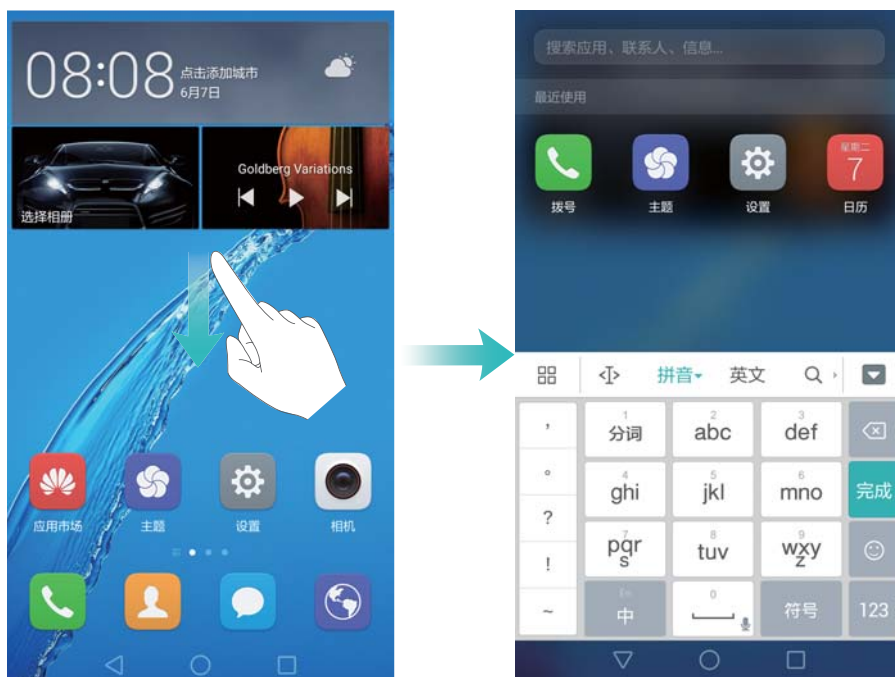 08:08
点击添加城市
6月7日
选择相册
Goldberg Variations
应用市场
主题
设置
相机
搜索应用、联系人、信息...
最近使用
星期二
7
拨号
主题
设置
日历
拼音
英文
,
。
?
!
~
1
分词
2
abc
3
def
4
ghi
5
jkl
6
mno
完成
7
pqrs
8
tuv
9
wxyz
En
中
0
符号
123